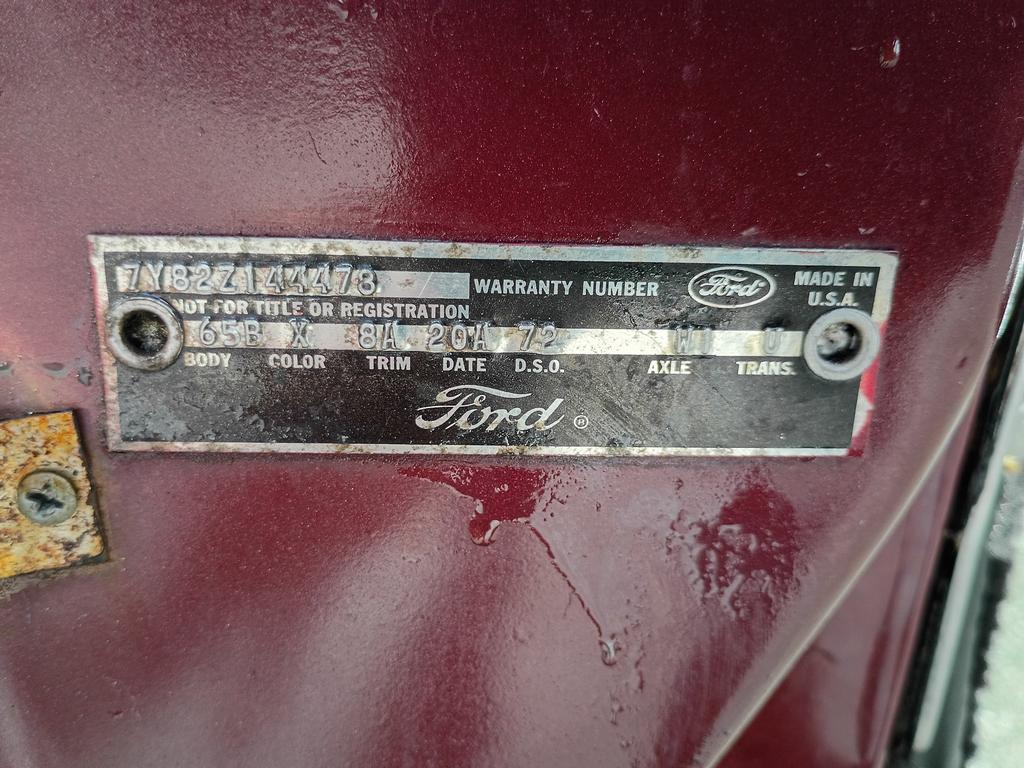 7Y82Z144478 WARRANTY NUMBER Ford MADE IN U.S.A.
NOT FOR TITLE OR REGISTRATION
65B X 8A 20A 72 W1 U
BODY COLOR TRIM DATE D.S.O. AXLE TRANS.
Ford ®